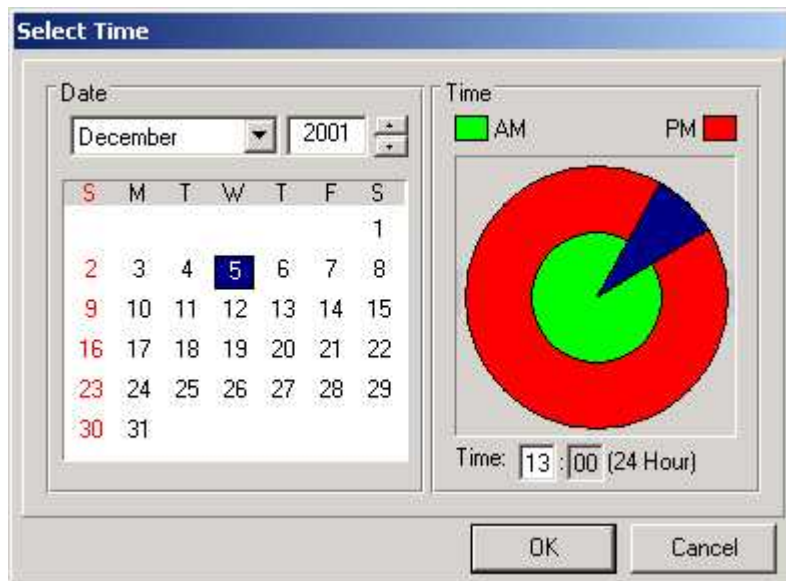 Select Time
Date
December
2001
S M T W T F S
1
2 3 4 5 6 7 8
9 10 11 12 13 14 15
16 17 18 19 20 21 22
23 24 25 26 27 28 29
30 31
Time
AM PM
Time: 13 : 00 (24 Hour)
OK Cancel